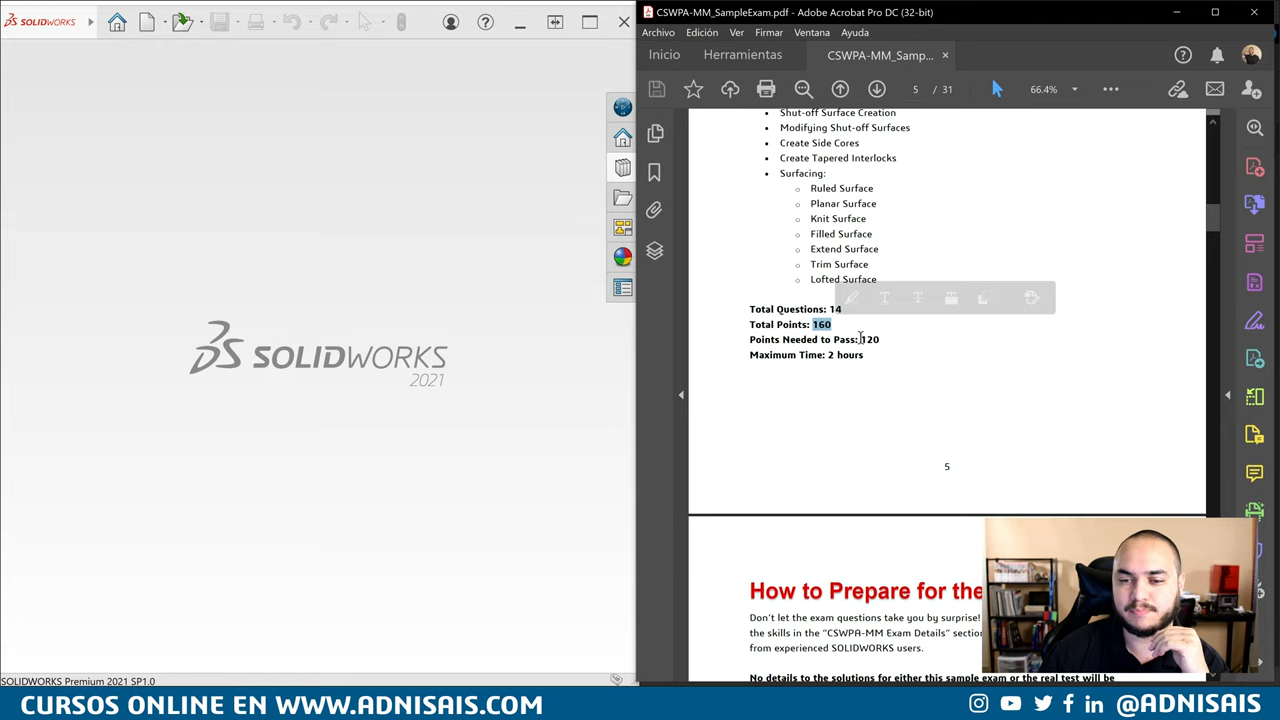 SOLIDWORKS
CSWPA-MM_SampleExam.pdf - Adobe Acrobat Pro DC (32-bit)
Archivo Edición Ver Firmar Ventana Ayuda
Inicio Herramientas CSWPA-MM_Samp... ×
5 / 31 66.4%
• Shut-off Surface Creation
• Modifying Shut-off Surfaces
• Create Side Cores
• Create Tapered Interlocks
• Surfacing:
○ Ruled Surface
○ Planar Surface
○ Knit Surface
○ Filled Surface
○ Extend Surface
○ Trim Surface
○ Lofted Surface
Total Questions: 14
Total Points: 160
Points Needed to Pass: 120
Maximum Time: 2 hours
5
How to Prepare for the
Don't let the exam questions take you by surprise!
the skills in the "CSWPA-MM Exam Details" section
from experienced SOLIDWORKS users.
No details to the solutions for either this sample exam or the real test will be
DS SOLIDWORKS
2021
SOLIDWORKS Premium 2021 SP1.0
CURSOS ONLINE EN WWW.ADNISAIS.COM
@ADNISAIS